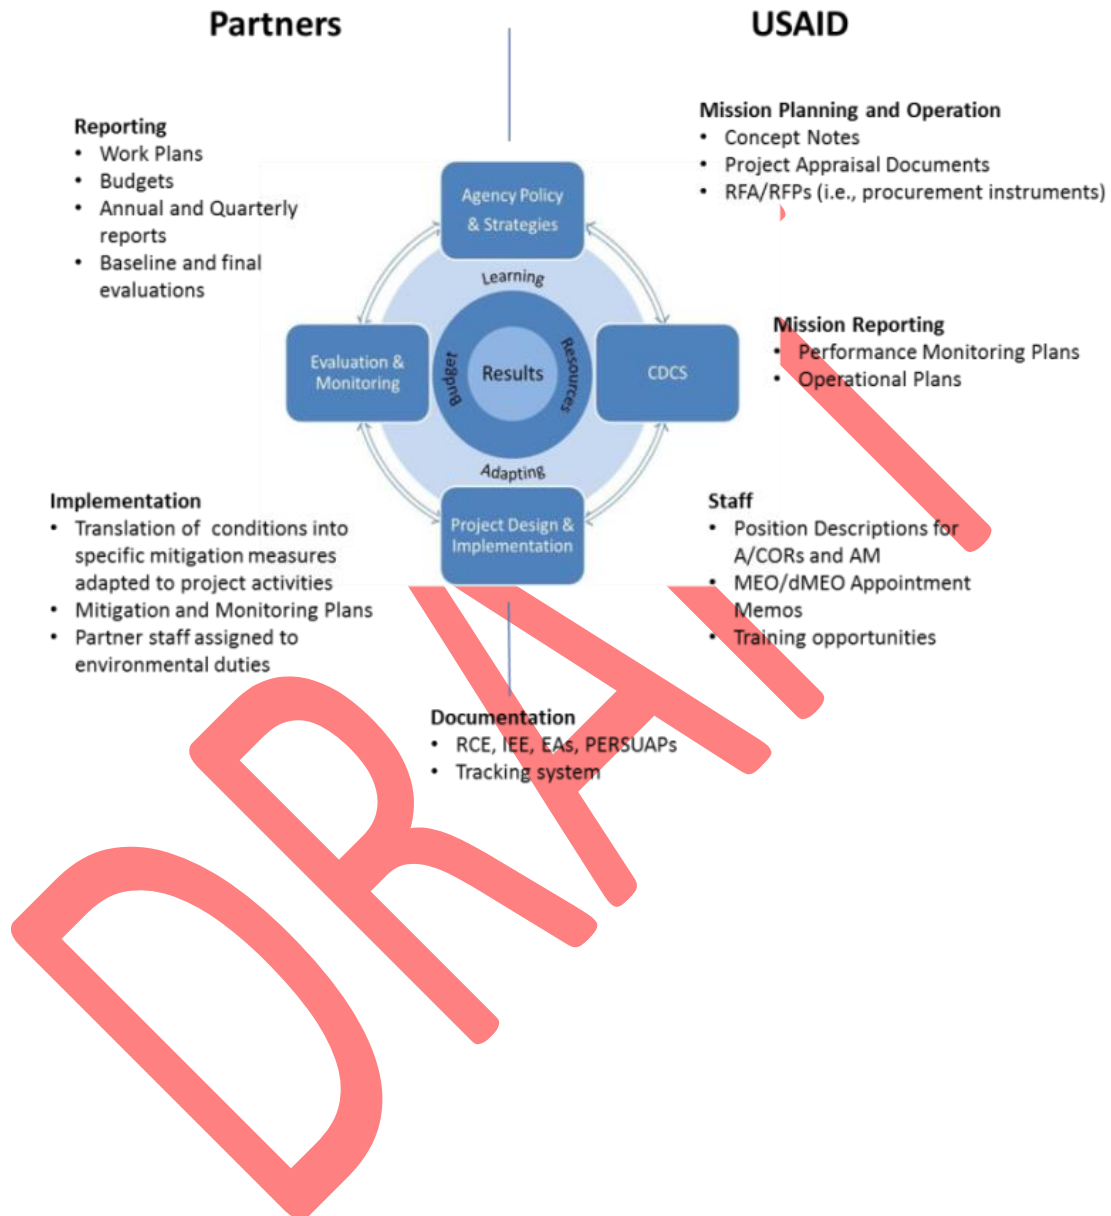 Partners
USAID
Reporting
• Work Plans
• Budgets
• Annual and Quarterly
reports
• Baseline and final
evaluations
Mission Planning and Operation
• Concept Notes
• Project Appraisal Documents
• RFA/RFPs (i.e., procurement instruments)
Agency Policy
& Strategies
Learning
Evaluation &
Monitoring
Budget
Results
Resources
CDCS
Adapting
Project Design &
Implementation
Mission Reporting
• Performance Monitoring Plans
• Operational Plans
Implementation
• Translation of conditions into
specific mitigation measures
adapted to project activities
• Mitigation and Monitoring Plans
• Partner staff assigned to
environmental duties
Staff
• Position Descriptions for
A/CORs and AM
• MEO/dMEO Appointment
Memos
• Training opportunities
Documentation
• RCE, IEE, EAs, PERSUAPs
• Tracking system
DRAFT